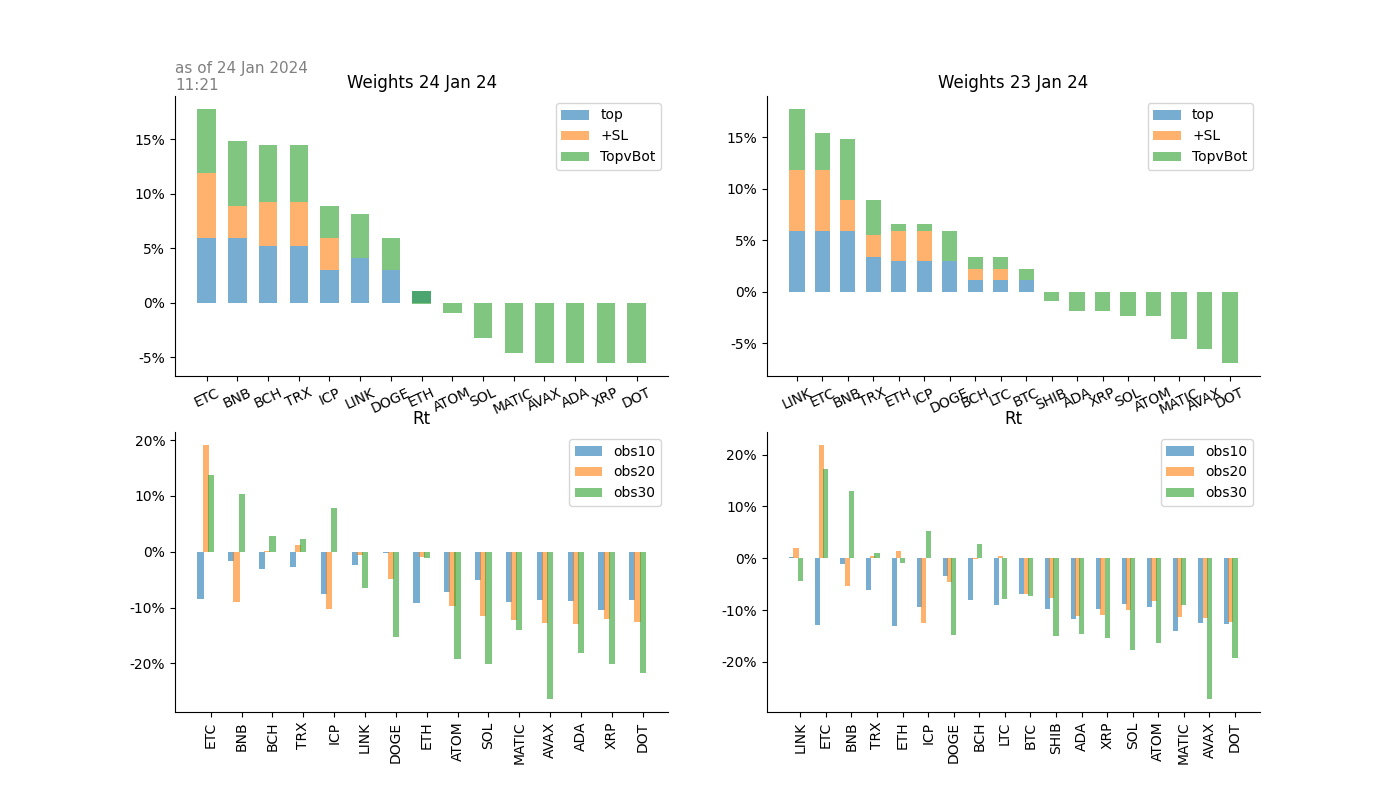 as of 24 Jan 2024
11:21
Weights 24 Jan 24
top
+SL
TopvBot
15%
10%
5%
0%
-5%
ETC BNB BCH TRX ICP LINK DOGE ETH ATOM SOL MATIC AVAX ADA XRP DOT
Weights 23 Jan 24
top
+SL
TopvBot
15%
10%
5%
0%
-5%
LINK ETC BNB TRX ETH ICP DOGE BCH LTC BTC SHIB ADA XRP SOL ATOM MATIC AVAX DOT
Rt
obs10
obs20
obs30
20%
10%
0%
-10%
-20%
ETC BNB BCH TRX ICP LINK DOGE ETH ATOM SOL MATIC AVAX ADA XRP DOT
Rt
obs10
obs20
obs30
20%
10%
0%
-10%
-20%
LINK ETC BNB TRX ETH ICP DOGE BCH LTC BTC SHIB ADA XRP SOL ATOM MATIC AVAX DOT